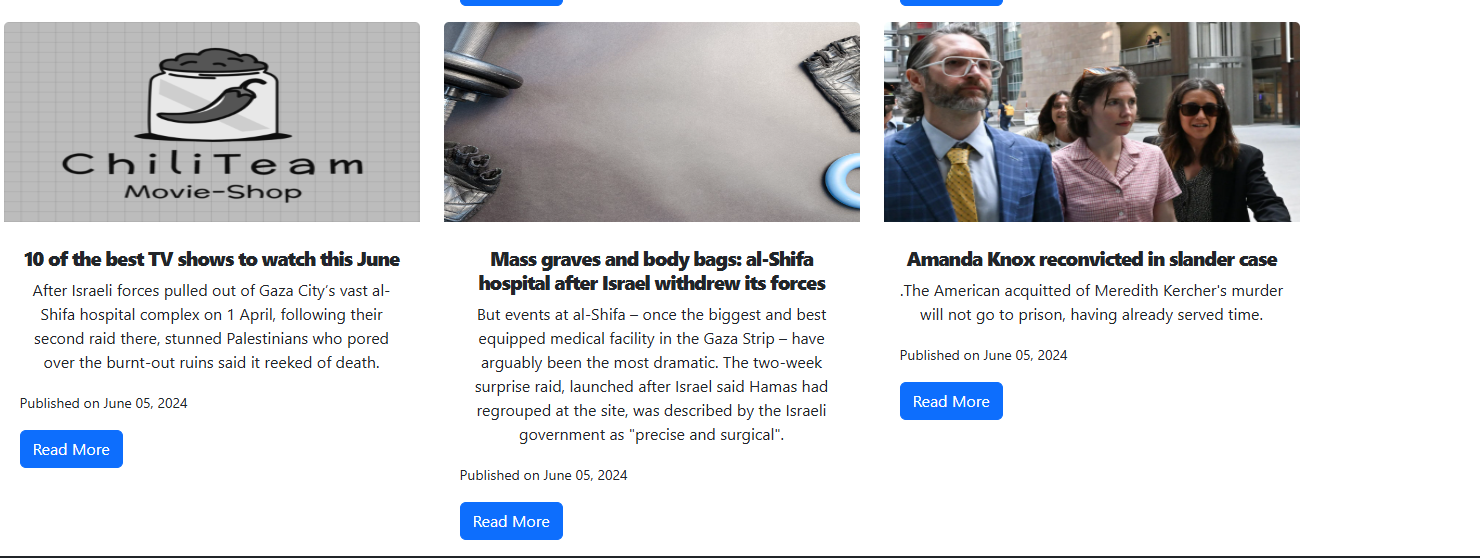 ChiliTeam
Movie-Shop
10 of the best TV shows to watch this June
After Israeli forces pulled out of Gaza City's vast al-
Shifa hospital complex on 1 April, following their
second raid there, stunned Palestinians who pored
over the burnt-out ruins said it reeked of death.
Published on June 05, 2024
Read More
Mass graves and body bags: al-Shifa
hospital after Israel withdrew its forces
But events at al-Shifa – once the biggest and best
equipped medical facility in the Gaza Strip – have
arguably been the most dramatic. The two-week
surprise raid, launched after Israel said Hamas had
regrouped at the site, was described by the Israeli
government as "precise and surgical".
Published on June 05, 2024
Read More
Amanda Knox reconvicted in slander case
.The American acquitted of Meredith Kercher's murder
will not go to prison, having already served time.
Published on June 05, 2024
Read More